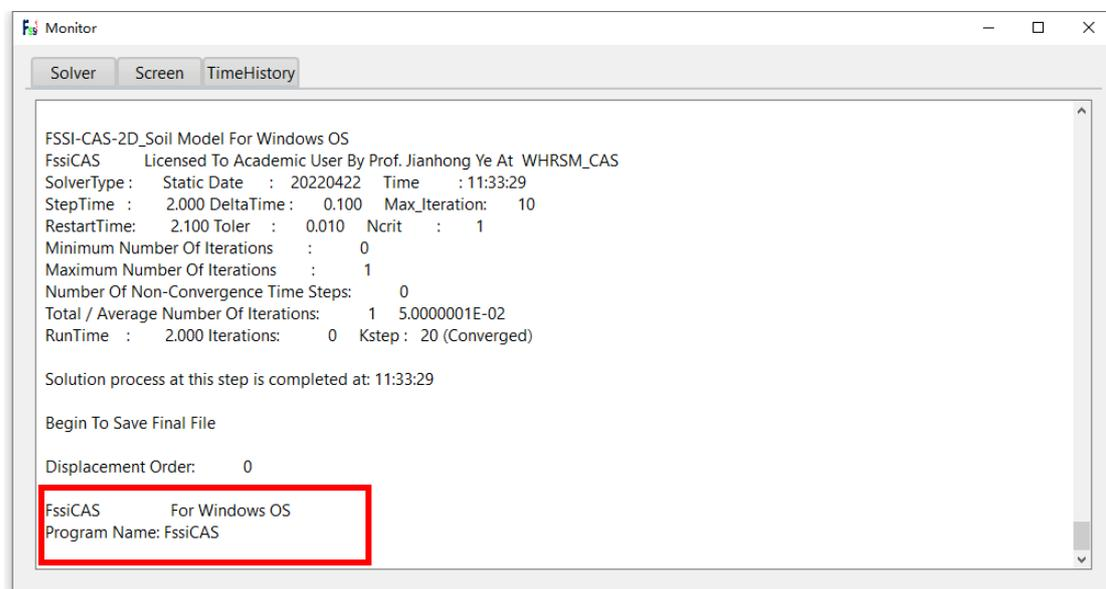 Fssi Monitor
Solver Screen TimeHistory
FSSI-CAS-2D_Soil Model For Windows OS
FssiCAS Licensed To Academic User By Prof. Jianhong Ye At WHRSM_CAS
SolverType : Static Date : 20220422 Time : 11:33:29
StepTime : 2.000 DeltaTime : 0.100 Max_Iteration: 10
RestartTime: 2.100 Toler : 0.010 Ncrit : 1
Minimum Number Of Iterations : 0
Maximum Number Of Iterations : 1
Number Of Non-Convergence Time Steps: 0
Total / Average Number Of Iterations: 1 5.0000001E-02
RunTime : 2.000 Iterations: 0 Kstep : 20 (Converged)
Solution process at this step is completed at: 11:33:29
Begin To Save Final File
Displacement Order: 0
FssiCAS For Windows OS
Program Name: FssiCAS